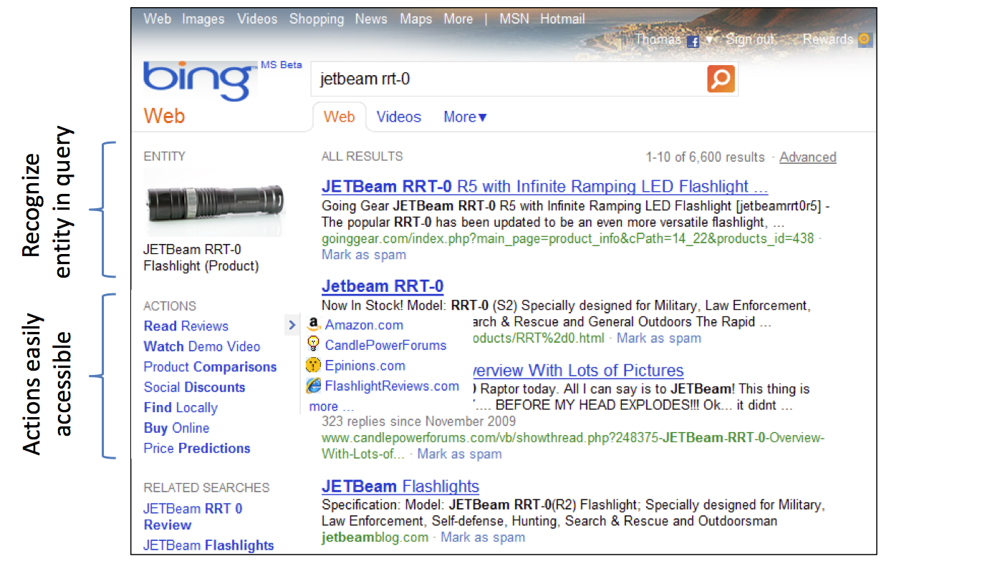 Web Images Videos Shopping News Maps More | MSN Hotmail
Thomas Sign out Rewards
bing™ MS Beta
jetbeam rrt-0
Web
Web Videos More▼
Recognize
entity in query
ENTITY
JETBeam RRT-0
Flashlight (Product)
Actions easily
accessible
ACTIONS
Read Reviews
Watch Demo Video
Product Comparisons
Social Discounts
Find Locally
Buy Online
Price Predictions
Amazon.com
CandlePowerForums
Epinions.com
FlashlightReviews.com
more ...
RELATED SEARCHES
JETBeam RRT 0
Review
JETBeam Flashlights
ALL RESULTS
1-10 of 6,600 results · Advanced
JETBeam RRT-0 R5 with Infinite Ramping LED Flashlight ...
Going Gear JETBeam RRT-0 R5 with Infinite Ramping LED Flashlight [jetbeamrrt0r5] -
The popular RRT-0 has been updated to be an even more versatile flashlight, ...
goinggear.com/index.php?main_page=product_info&cPath=14_22&products_id=438 ·
Mark as spam
Jetbeam RRT-0
Now In Stock! Model: RRT-0 (S2) Specially designed for Military, Law Enforcement,
arch & Rescue and General Outdoors The Rapid ...
oducts/RRT%2d0.html · Mark as spam
verview With Lots of Pictures
) Raptor today. All I can say is to JETBeam! This thing is
.... BEFORE MY HEAD EXPLODES!!! Ok... it didnt ...
323 replies since November 2009
www.candlepowerforums.com/vb/showthread.php?248375-JETBeam-RRT-0-Overview-
With-Lots-of... · Mark as spam
JETBeam Flashlights
Specification: Model: JETBeam RRT-0(R2) Flashlight; Specially designed for Military,
Law Enforcement, Self-defense, Hunting, Search & Rescue and Outdoorsman
jetbeamblog.com · Mark as spam